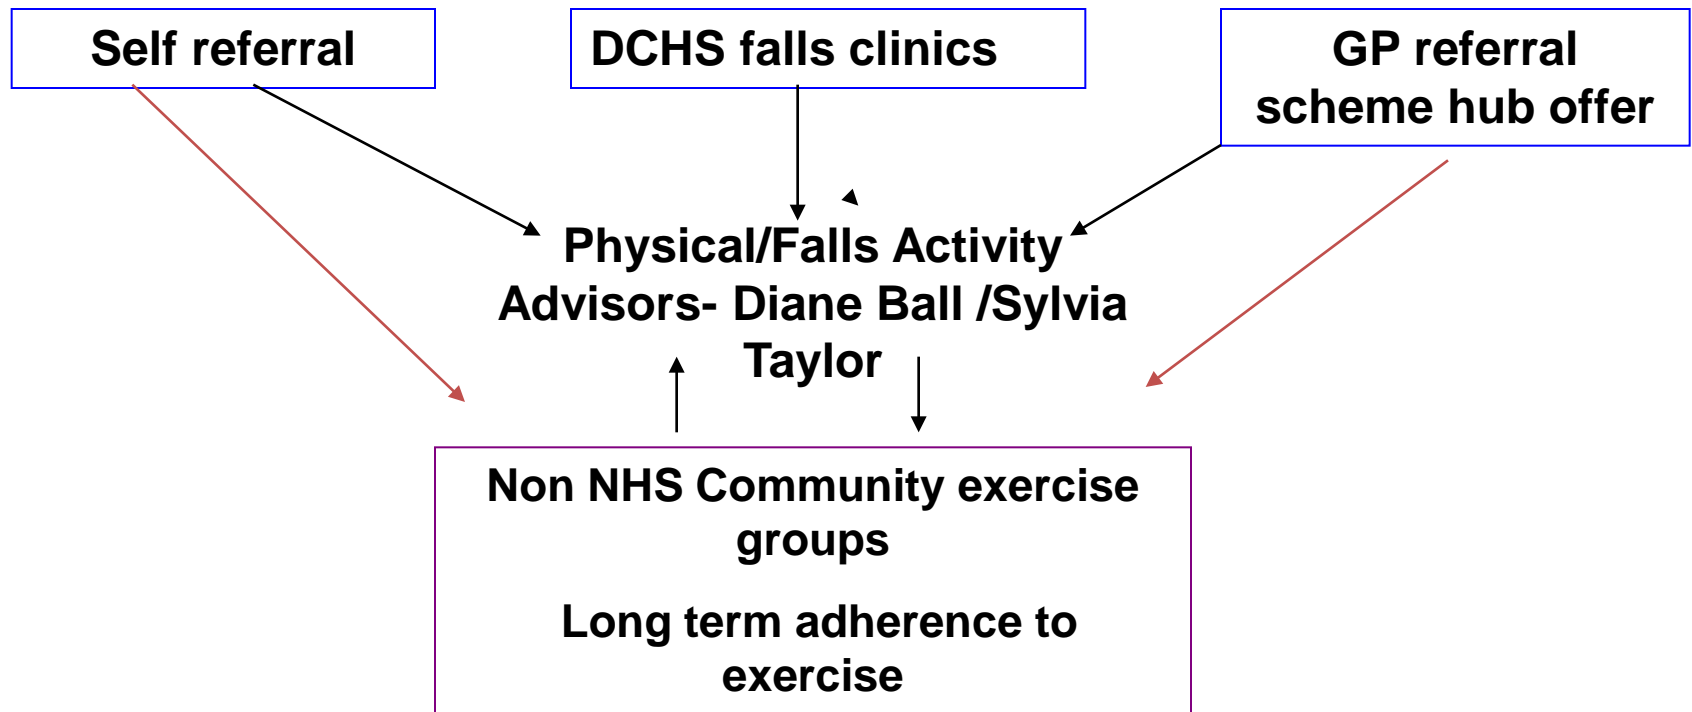 Self referral
DCHS falls clinics
GP referral
scheme hub offer
Physical/Falls Activity
Advisors- Diane Ball /Sylvia
Taylor
Non NHS Community exercise
groups
Long term adherence to
exercise